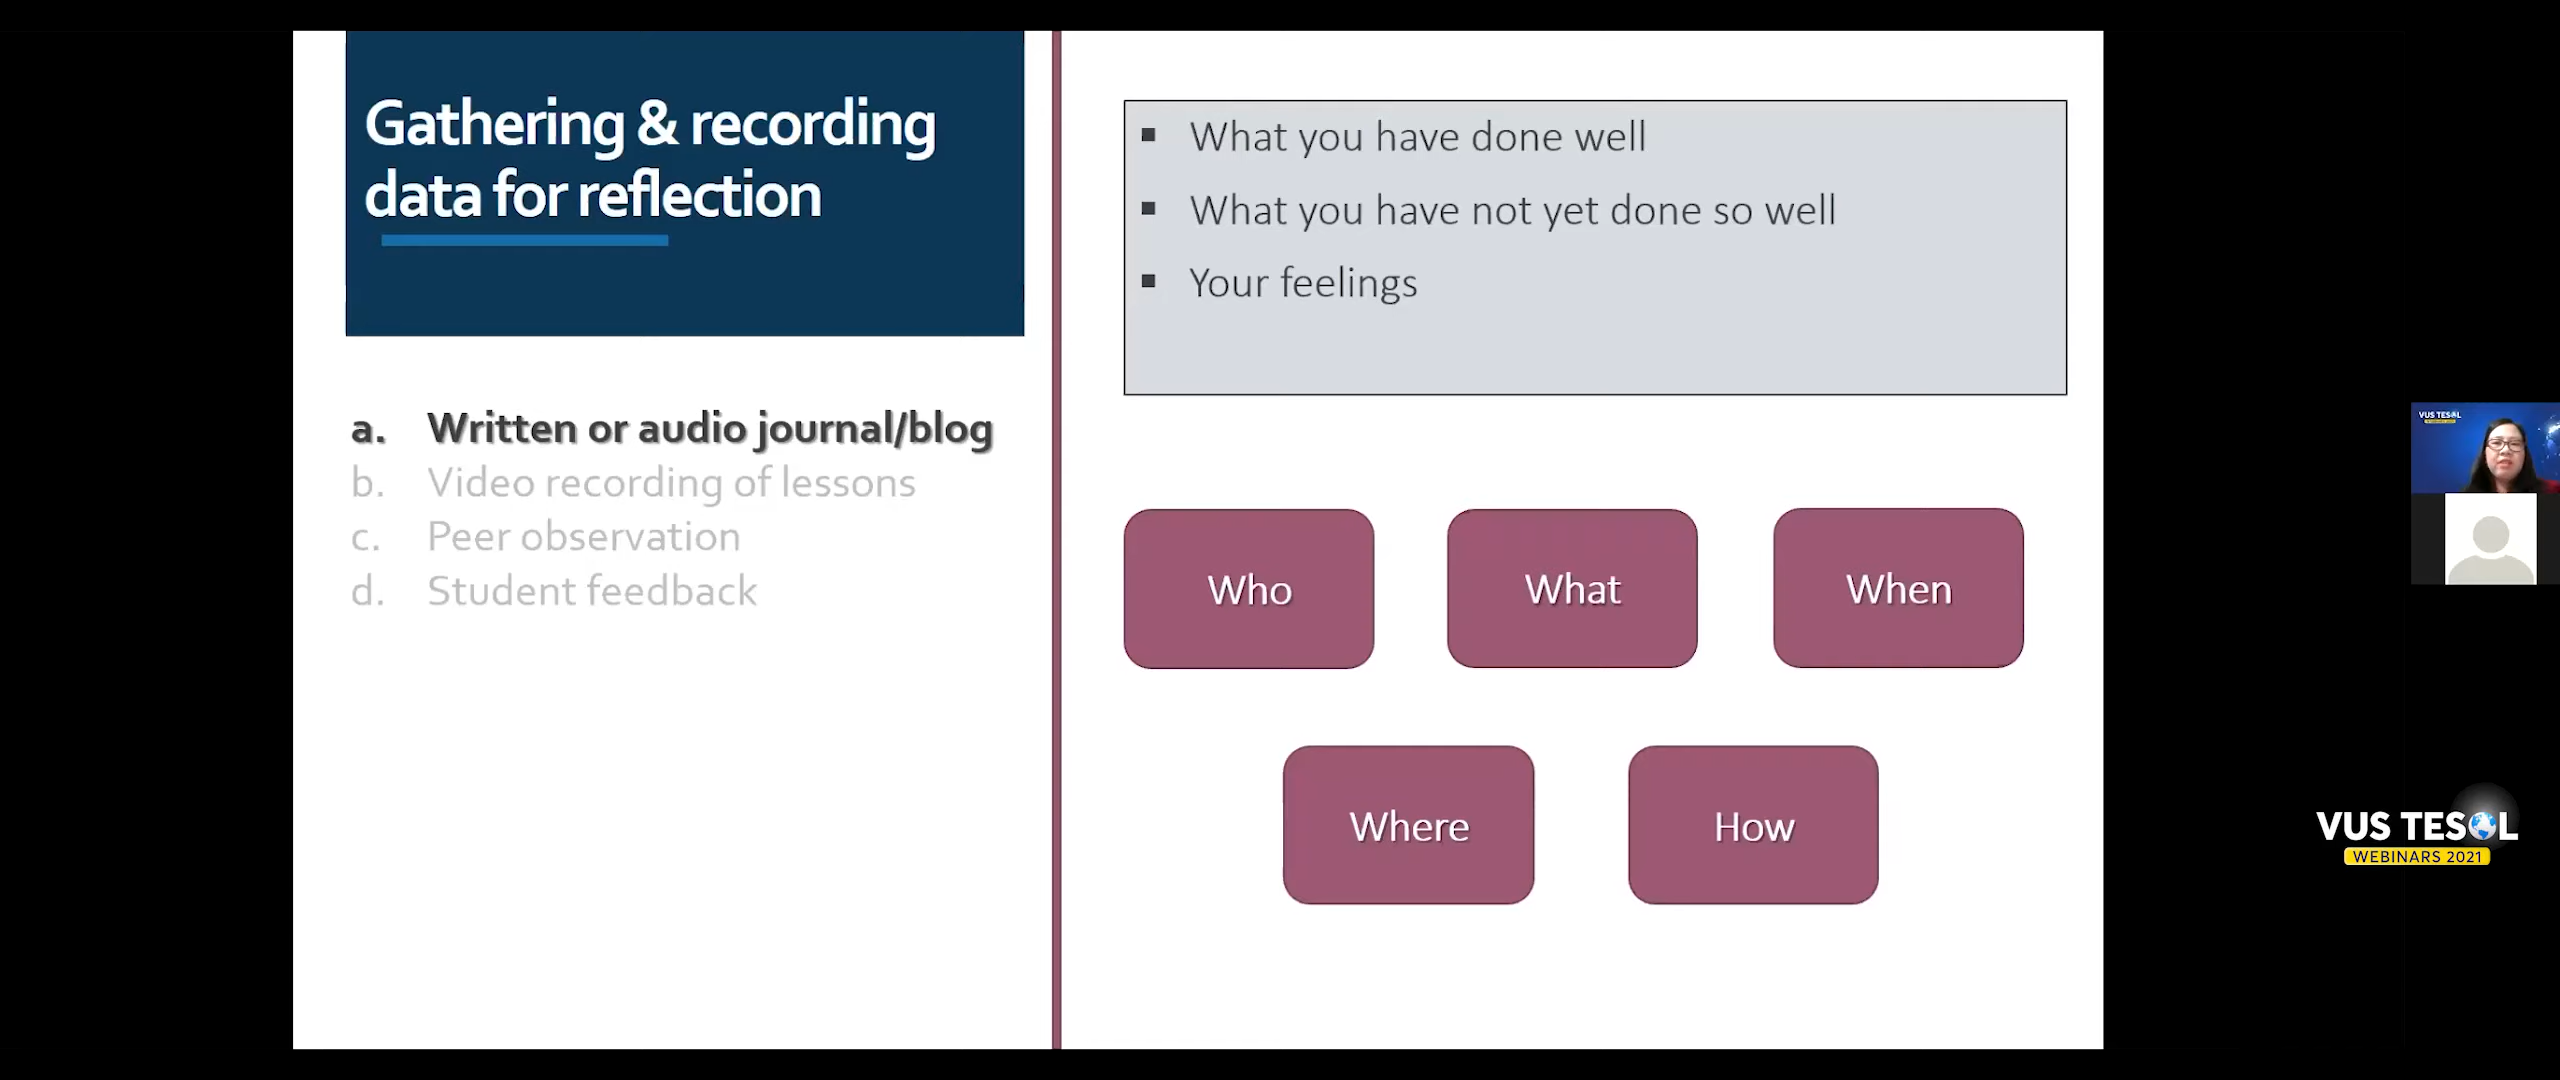 Gathering & recording
data for reflection
a. Written or audio journal/blog
b. Video recording of lessons
c. Peer observation
d. Student feedback
▪ What you have done well
▪ What you have not yet done so well
▪ Your feelings
Who
What
When
Where
How
VUS TESOL
VUS TESOL
WEBINARS 2021